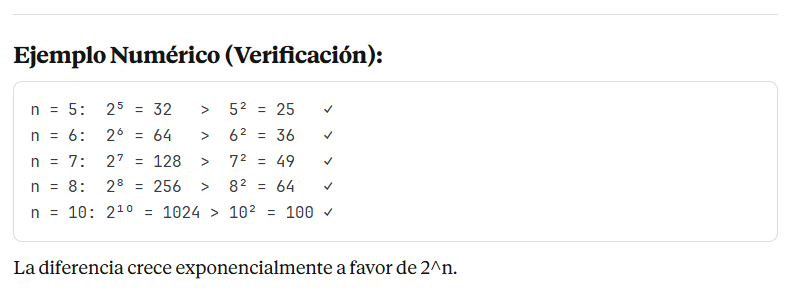 Ejemplo Numérico (Verificación):
n = 5: 2⁵ = 32 > 5² = 25 ✓
n = 6: 2⁶ = 64 > 6² = 36 ✓
n = 7: 2⁷ = 128 > 7² = 49 ✓
n = 8: 2⁸ = 256 > 8² = 64 ✓
n = 10: 2¹⁰ = 1024 > 10² = 100 ✓
La diferencia crece exponencialmente a favor de 2^n.